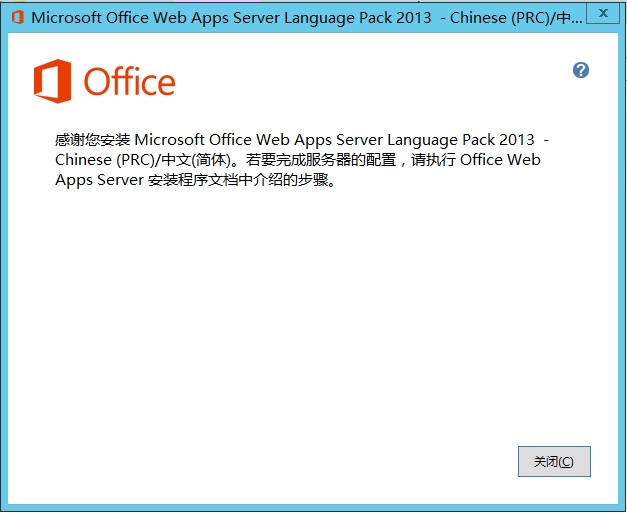 Microsoft Office Web Apps Server Language Pack 2013 - Chinese (PRC)/中...
x
Office
?
感谢您安装 Microsoft Office Web Apps Server Language Pack 2013 -
Chinese (PRC)/中文(简体)。若要完成服务器的配置，请执行 Office Web
Apps Server 安装程序文档中介绍的步骤。
关闭(C)